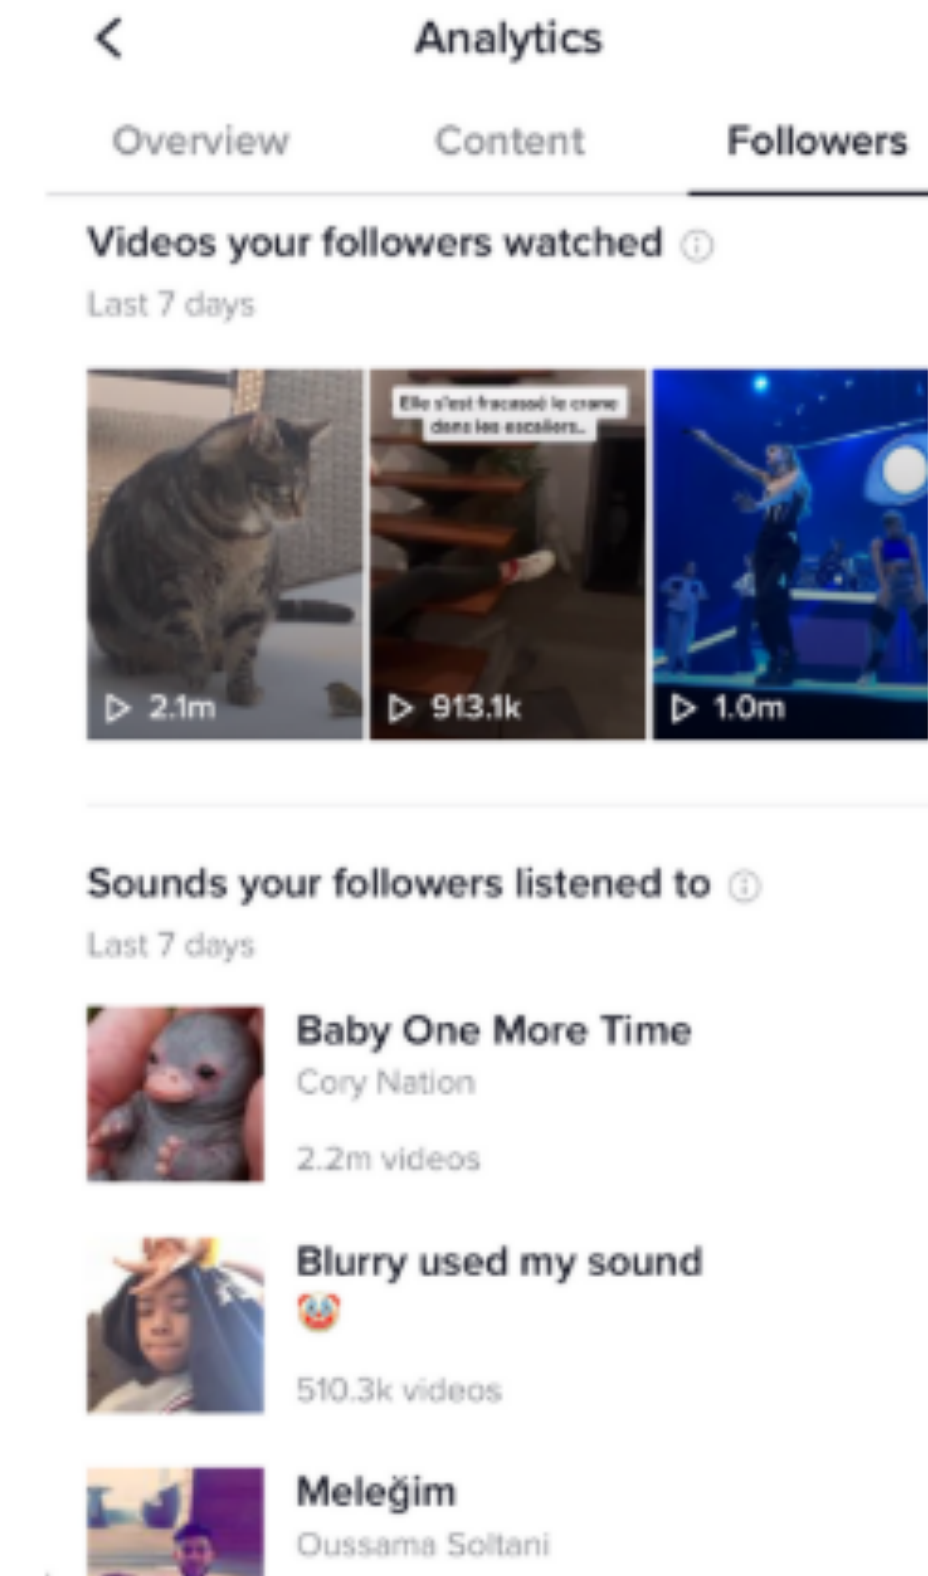 Analytics
Overview Content Followers
Videos your followers watched
Last 7 days
Elle s'est fracassé le crane
dans les escaliers..
2.1m 913.1k 1.0m
Sounds your followers listened to
Last 7 days
Baby One More Time
Cory Nation
2.2m videos
Blurry used my sound
🤡
510.3k videos
Meleğim
Oussama Soltani